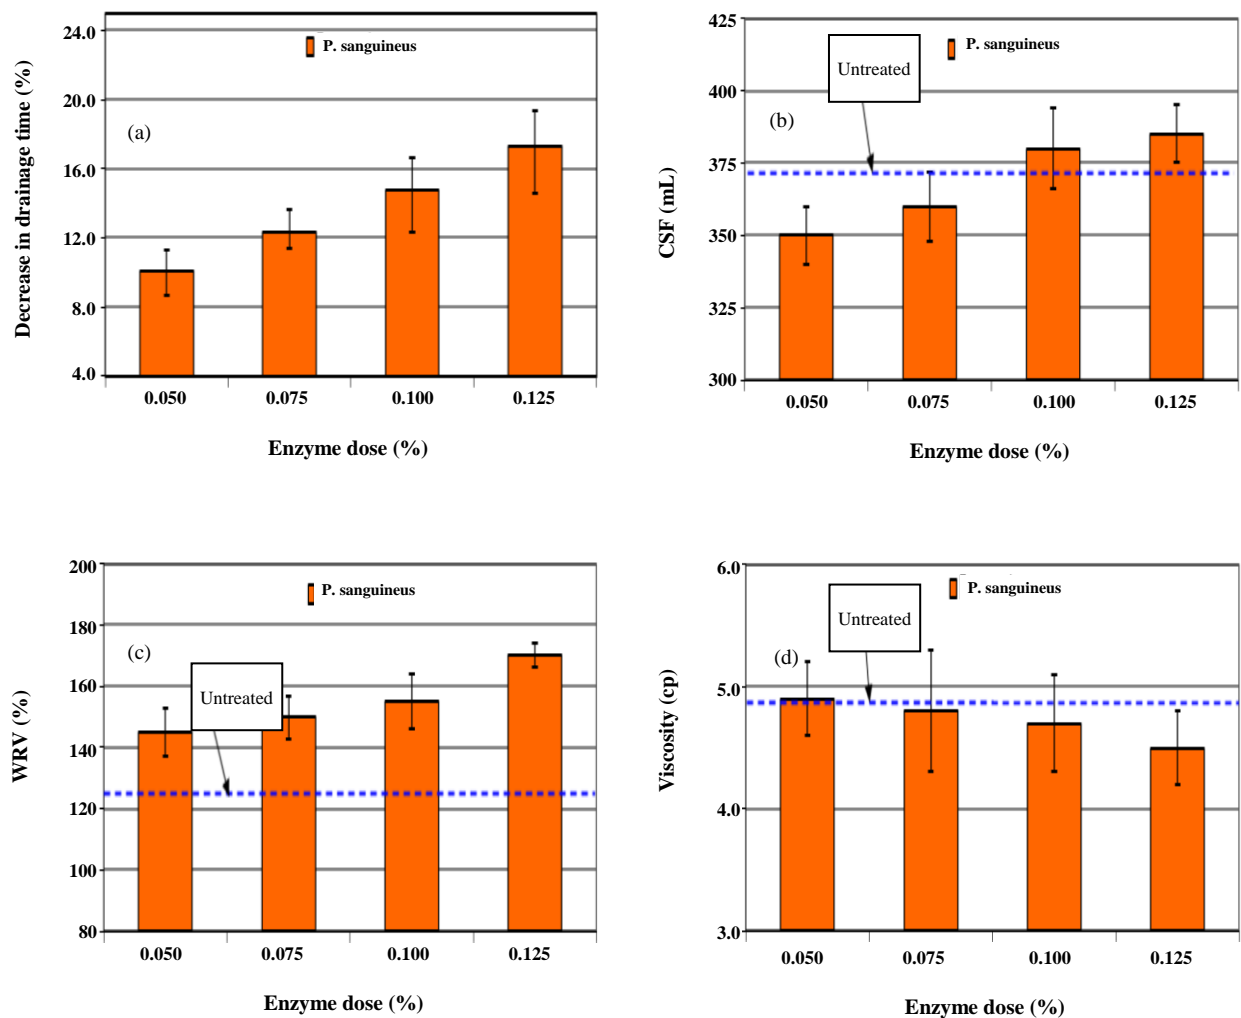 24.0
20.0
16.0
12.0
8.0
4.0
Decrease in drainage time (%)
P. sanguineus
(a)
0.050 0.075 0.100 0.125
Enzyme dose (%)
425
400
375
350
325
300
CSF (mL)
P. sanguineus
Untreated
(b)
0.050 0.075 0.100 0.125
Enzyme dose (%)
200
180
160
140
120
100
80
WRV (%)
P. sanguineus
(c)
Untreated
0.050 0.075 0.100 0.125
Enzyme dose (%)
6.0
5.0
4.0
3.0
Viscosity (cp)
P. sanguineus
Untreated
(d)
0.050 0.075 0.100 0.125
Enzyme dose (%)